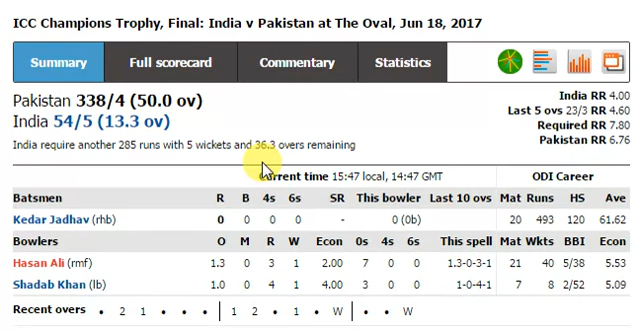 ICC Champions Trophy, Final: India v Pakistan at The Oval, Jun 18, 2017
Summary Full scorecard Commentary Statistics
Pakistan 338/4 (50.0 ov)
India 54/5 (13.3 ov)
India require another 285 runs with 5 wickets and 36.3 overs remaining
India RR 4.00
Last 5 ovs 23/3 RR 4.60
Required RR 7.80
Pakistan RR 6.76
Current time 15:47 local, 14:47 GMT ODI Career
Batsmen R B 4s 6s SR This bowler Last 10 ovs Mat Runs HS Ave
Kedar Jadhav (rhb) 0 0 0 0 - 0 (0b) 20 493 120 61.62
Bowlers O M R W Econ 0s 4s 6s This spell Mat Wkts BBI Econ
Hasan Ali (rmf) 1.3 0 3 1 2.00 7 0 0 1.3-0-3-1 21 40 5/38 5.53
Shadab Khan (lb) 1.0 0 4 1 4.00 3 0 0 1-0-4-1 7 8 2/52 5.09
Recent overs • 2 1 • • • | 1 2 • 1 • W | • • W